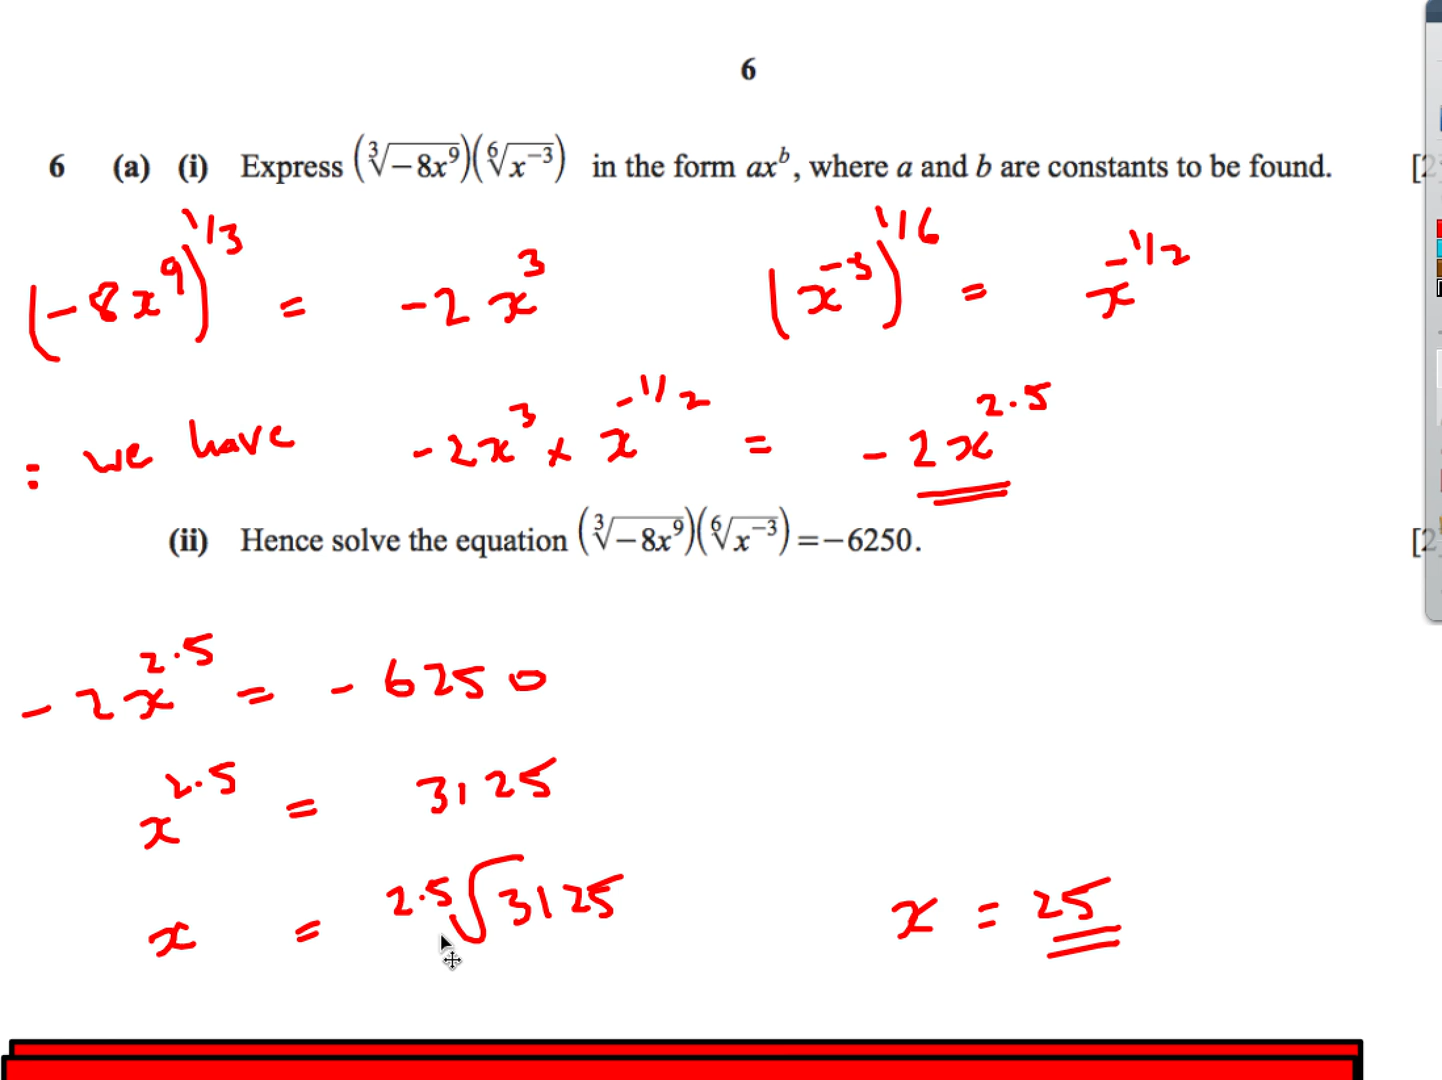 6
6 (a) (i) Express (∛−8x⁹)(⁶√x⁻³) in the form axᵇ, where a and b are constants to be found. [2
(-8x⁹)^1/3 = -2x³ (x⁻³)^1/6 = x^-1/2
: we have -2x³ × x^-1/2 = -2x^2.5
(ii) Hence solve the equation (∛−8x⁹)(⁶√x⁻³)=−6250. [2
-2x^2.5 = -6250
x^2.5 = 3125
x = 2.5√3125 x = 25